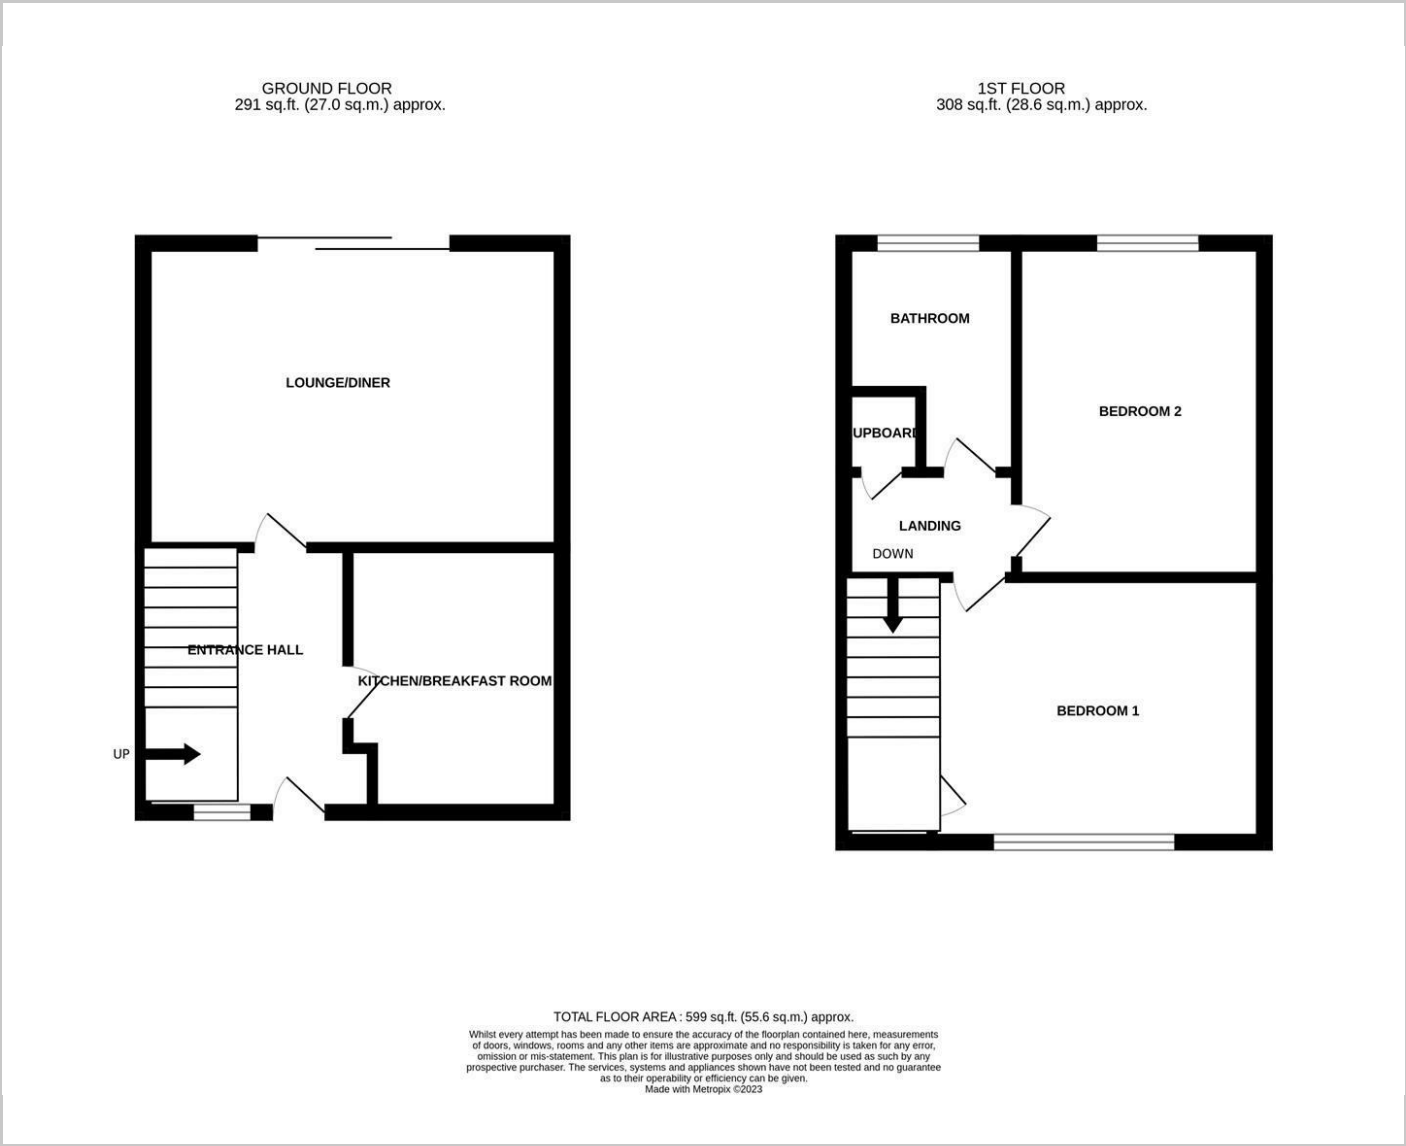 GROUND FLOOR
291 sq.ft. (27.0 sq.m.) approx.
1ST FLOOR
308 sq.ft. (28.6 sq.m.) approx.
LOUNGE/DINER
ENTRANCE HALL
KITCHEN/BREAKFAST ROOM
UP
BATHROOM
BEDROOM 2
UPBOARD
LANDING
DOWN
BEDROOM 1
TOTAL FLOOR AREA : 599 sq.ft. (55.6 sq.m.) approx.
Whilst every attempt has been made to ensure the accuracy of the floorplan contained here, measurements
of doors, windows, rooms and any other items are approximate and no responsibility is taken for any error,
omission or mis-statement. This plan is for illustrative purposes only and should be used as such by any
prospective purchaser. The services, systems and appliances shown have not been tested and no guarantee
as to their operability or efficiency can be given.
Made with Metropix ©2023